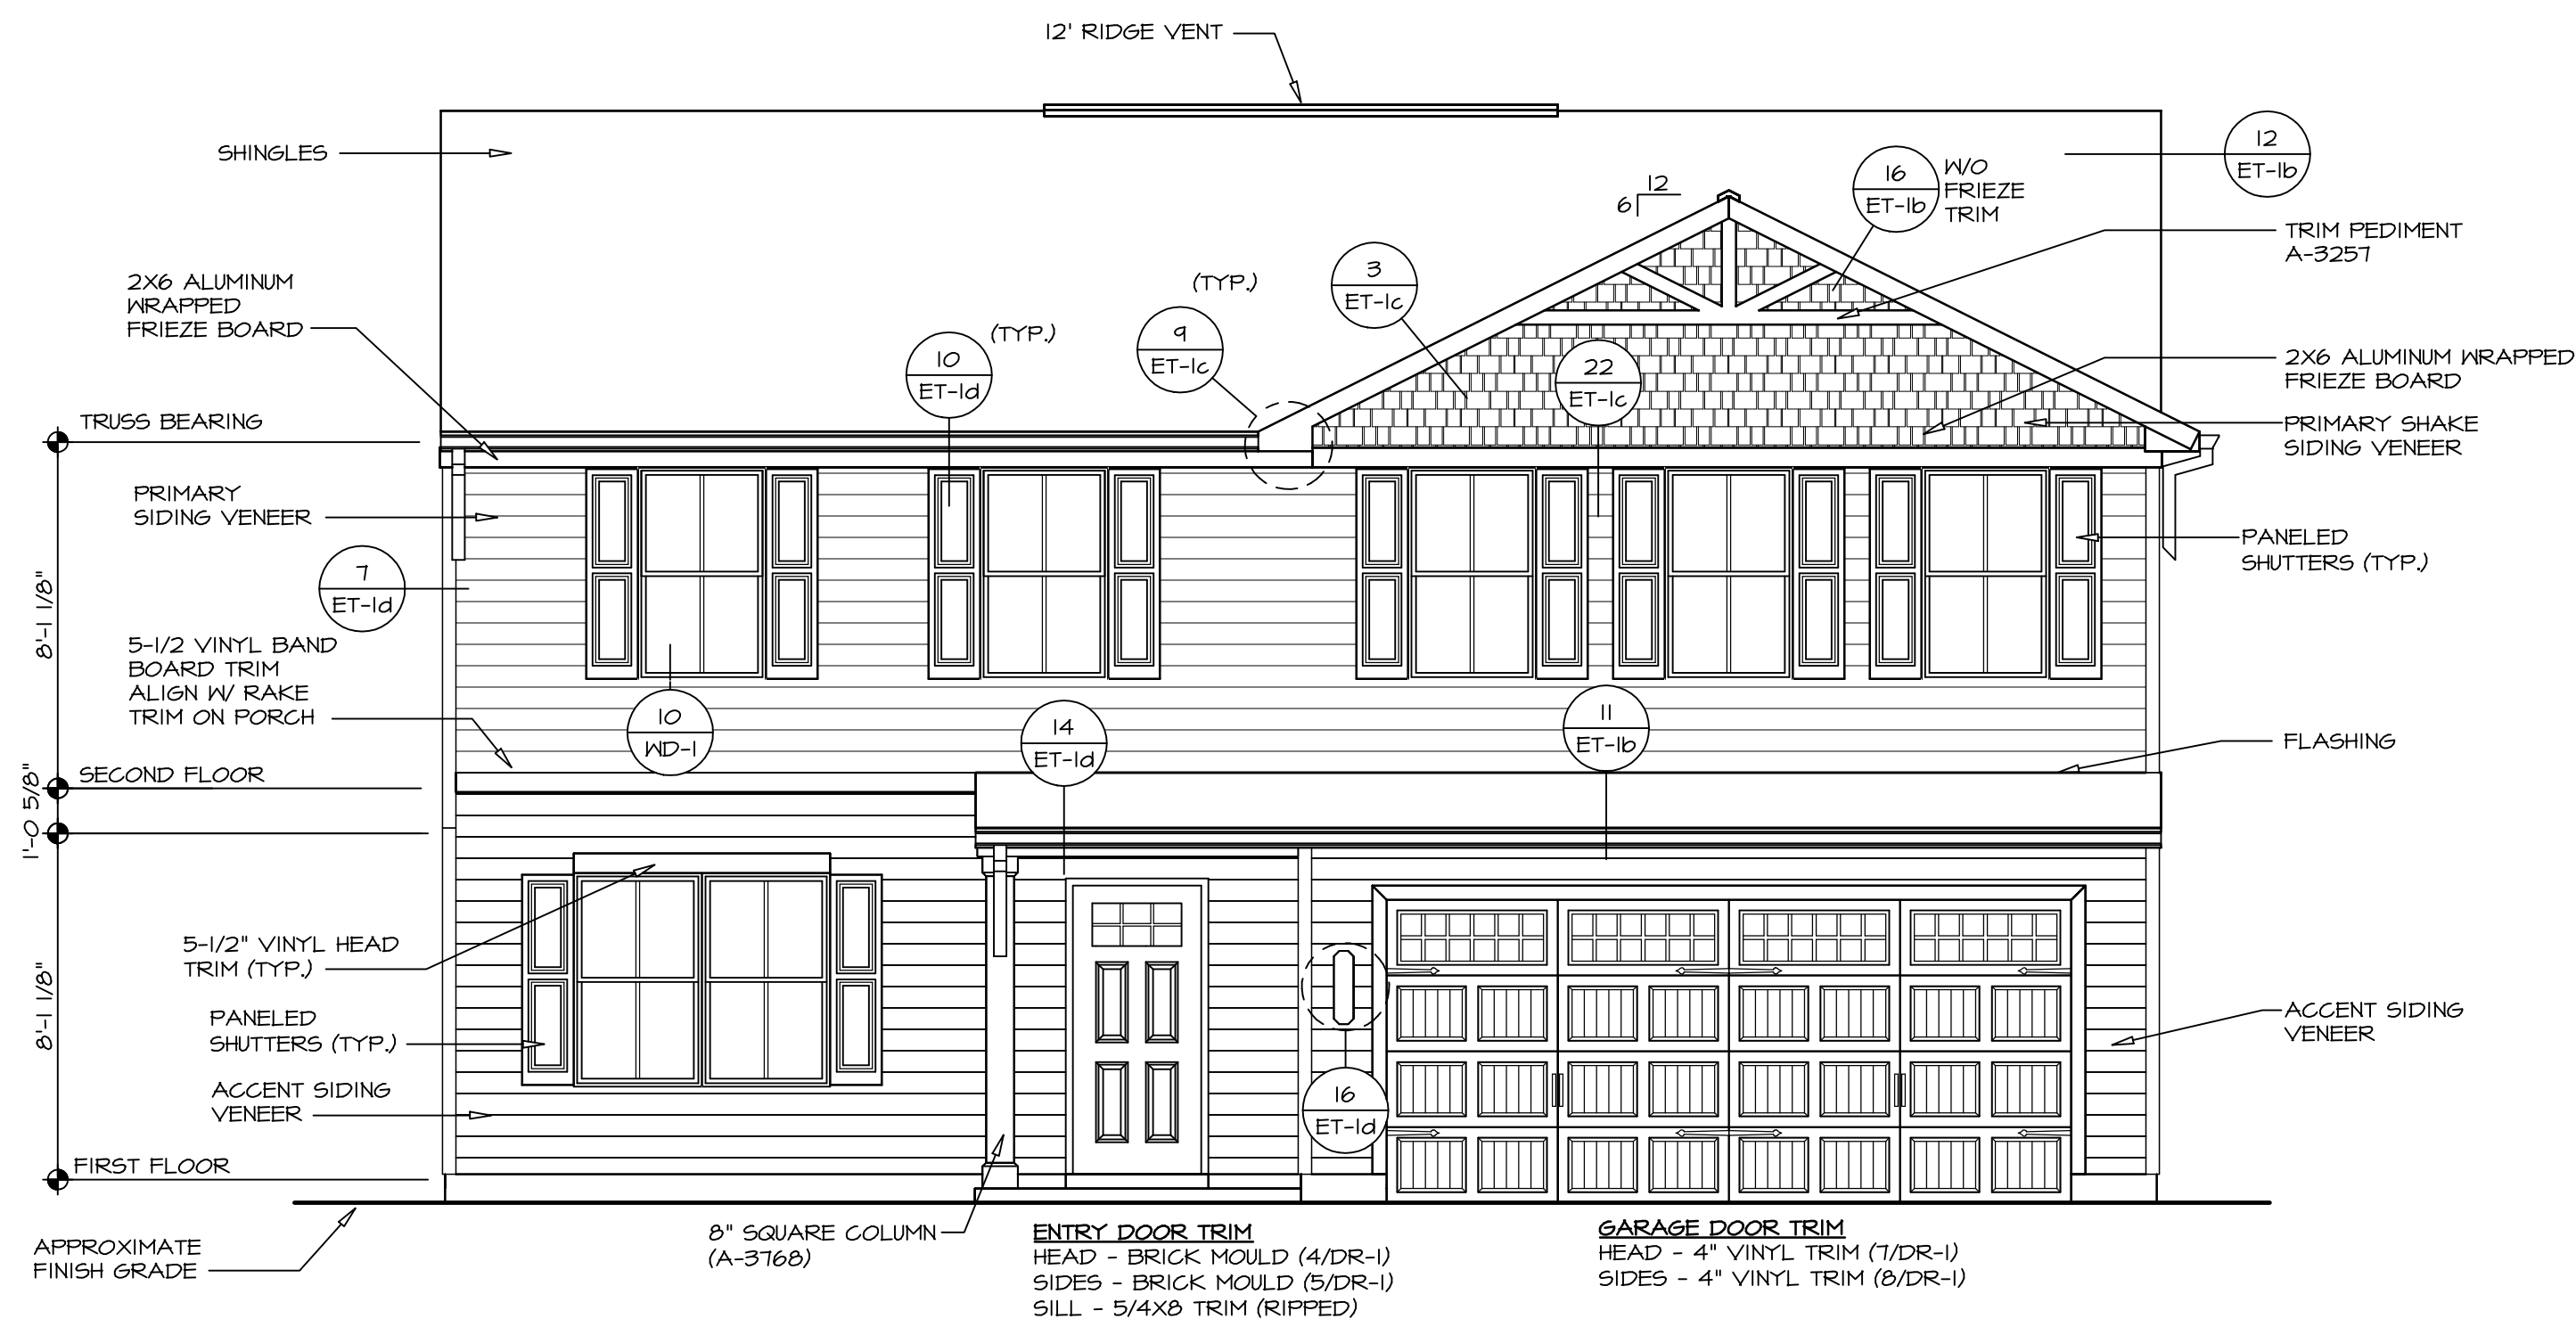 12' RIDGE VENT
SHINGLES
12
ET-1b
16
ET-1b
W/O
FRIEZE
TRIM
12
6
TRIM PEDIMENT
A-3257
2X6 ALUMINUM
WRAPPED
FRIEZE BOARD
(TYP.)
3
ET-1c
9
ET-1c
(TYP.)
10
ET-1d
22
ET-1c
2X6 ALUMINUM WRAPPED
FRIEZE BOARD
TRUSS BEARING
PRIMARY SHAKE
SIDING VENEER
PRIMARY
SIDING VENEER
PANELED
SHUTTERS (TYP.)
7
ET-1d
8'-1 1/8"
5-1/2 VINYL BAND
BOARD TRIM
ALIGN W/ RAKE
TRIM ON PORCH
10
WD-1
14
ET-1d
11
ET-1b
FLASHING
SECOND FLOOR
1'-0 5/8"
5-1/2" VINYL HEAD
TRIM (TYP.)
8'-1 1/8"
PANELED
SHUTTERS (TYP.)
ACCENT SIDING
VENEER
ACCENT SIDING
VENEER
16
ET-1d
FIRST FLOOR
APPROXIMATE
FINISH GRADE
8" SQUARE COLUMN
(A-3768)
ENTRY DOOR TRIM
HEAD - BRICK MOULD (4/DR-1)
SIDES - BRICK MOULD (5/DR-1)
SILL - 5/4X8 TRIM (RIPPED)
GARAGE DOOR TRIM
HEAD - 4" VINYL TRIM (7/DR-1)
SIDES - 4" VINYL TRIM (8/DR-1)